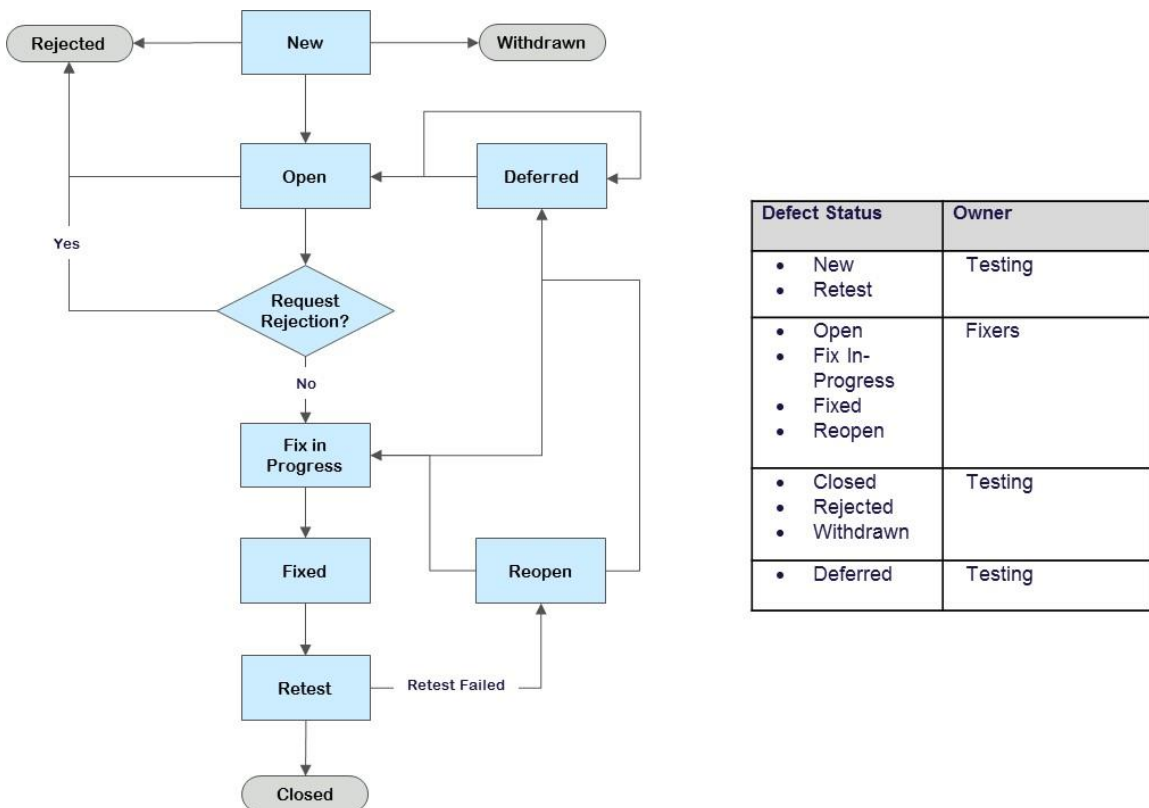 Rejected
New
Withdrawn
Open
Deferred
Yes
Request
Rejection?
No
Fix in
Progress
Fixed
Reopen
Retest
Retest Failed
Closed
Defect Status
Owner
• New
• Retest
Testing
• Open
• Fix In-
Progress
• Fixed
• Reopen
Fixers
• Closed
• Rejected
• Withdrawn
Testing
• Deferred
Testing